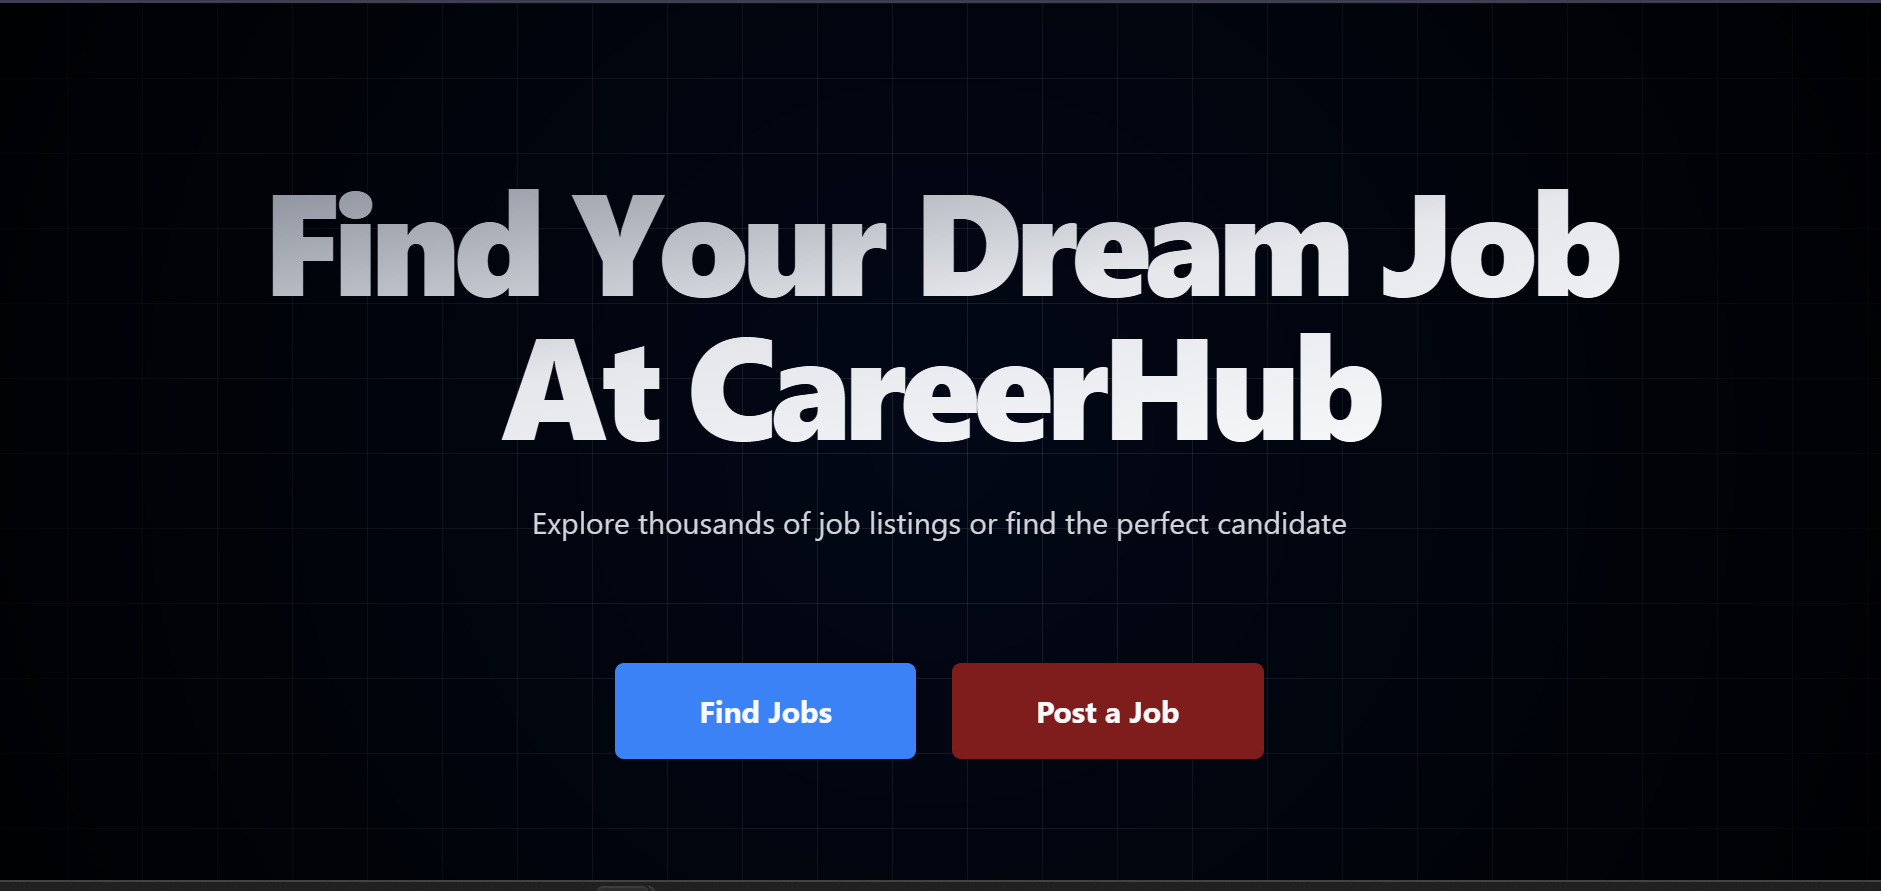 Find Your Dream Job
At CareerHub
Explore thousands of job listings or find the perfect candidate
Find Jobs
Post a Job